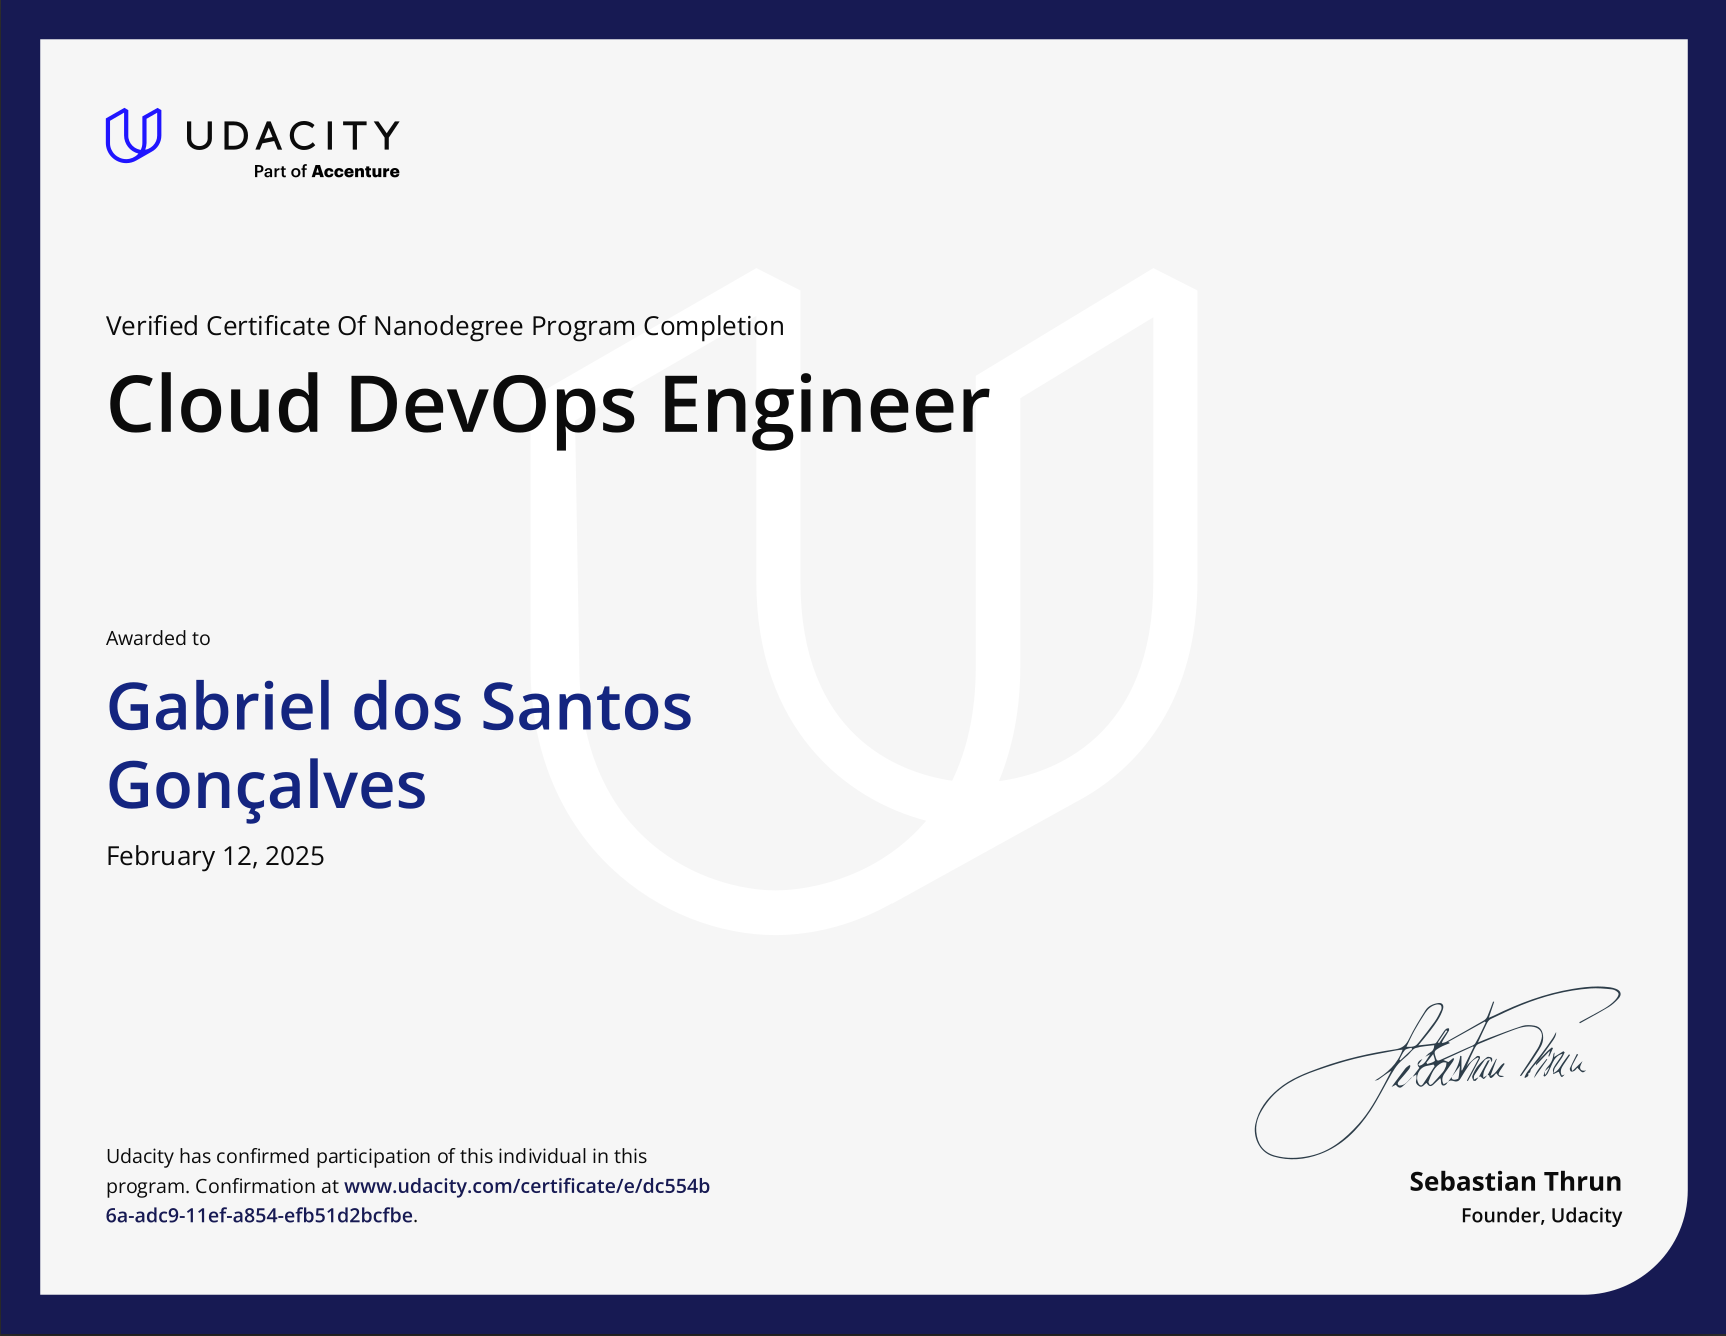 UDACITY
Part of Accenture
Verified Certificate Of Nanodegree Program Completion
Cloud DevOps Engineer
Awarded to
Gabriel dos Santos
Gonçalves
February 12, 2025
Sebastian Thrun
Udacity has confirmed participation of this individual in this
program. Confirmation at www.udacity.com/certificate/e/dc554b
6a-adc9-11ef-a854-efb51d2bcfbe.
Sebastian Thrun
Founder, Udacity